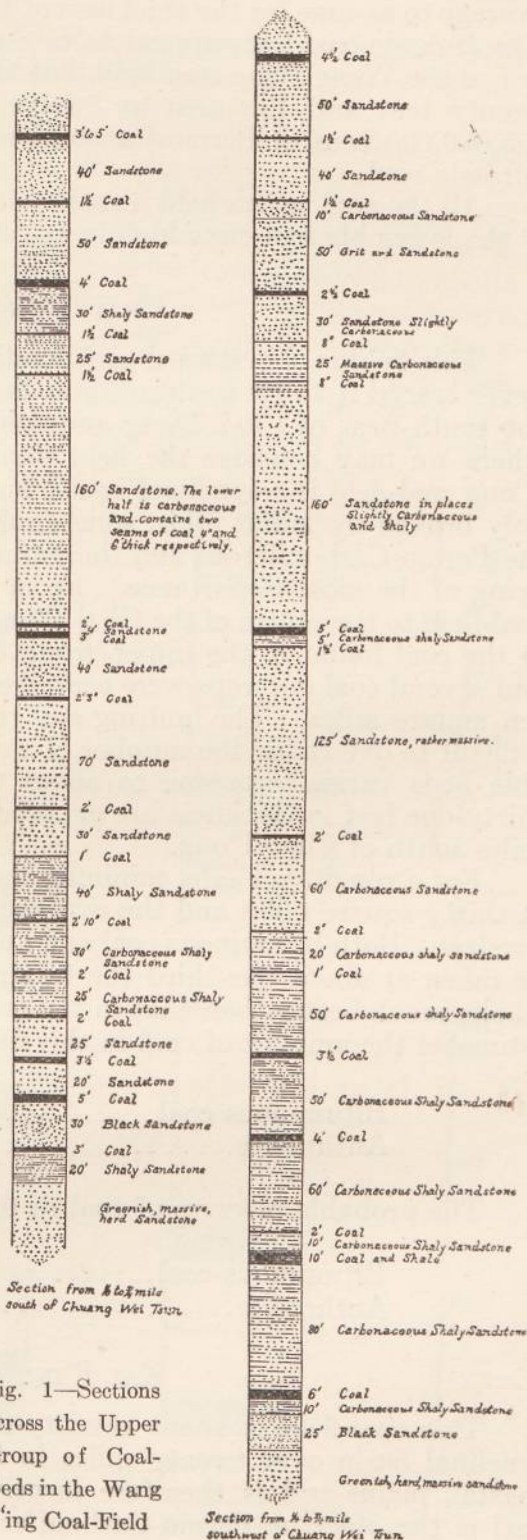 3' to 5' Coal
40' Sandstone
1½' Coal
50' Sandstone
4' Coal
30' Shaly Sandstone
1½' Coal
25' Sandstone
1½' Coal
160' Sandstone. The lower
half is carbonaceous
and contains two
seams of coal 4" and
6" thick respectively.
2' Coal
Sandstone
3' Coal
40' Sandstone
2' 3" Coal
70' Sandstone
2' Coal
30' Sandstone
1' Coal
40' Shaly Sandstone
2' 10" Coal
30' Carbonaceous Shaly
Sandstone
2' Coal
25' Carbonaceous Shaly
Sandstone
2' Coal
25' Sandstone
3½' Coal
20' Sandstone
5' Coal
30' Black Sandstone
3' Coal
20' Shaly Sandstone
Greenish, massive,
hard Sandstone
Section from to mile
south of Chuang Wei Tsun
ig. 1—Sections
cross the Upper
roup of Coal-
eds in the Wang
'ing Coal-Field
4½' Coal
50' Sandstone
1½' Coal
40' Sandstone
1½' Coal
10' Carbonaceous Sandstone
50' Grit and Sandstone
2½' Coal
30' Sandstone Slightly
Carbonaceous
8" Coal
25' Massive Carbonaceous
Sandstone
8" Coal
160' Sandstone in places
Slightly Carbonaceous
and Shaly
5' Coal
5' Carbonaceous shaly Sandstone
1½' Coal
125' Sandstone, rather massive.
2' Coal
60' Carbonaceous Sandstone
8" Coal
20' Carbonaceous shaly sandstone
1' Coal
50' Carbonaceous shaly Sandstone
3½' Coal
50' Carbonaceous Shaly Sandstone
4' Coal
60' Carbonaceous Shaly Sandstone
2' Coal
10' Carbonaceous Shaly Sandstone
10' Coal and Shale
80' Carbonaceous Shaly Sandstone
6' Coal
10' Carbonaceous Shaly Sandstone
25' Black Sandstone
Greenish, hard, massive sandstone
Section from to mile
southwest of Chuang Wei Tsun